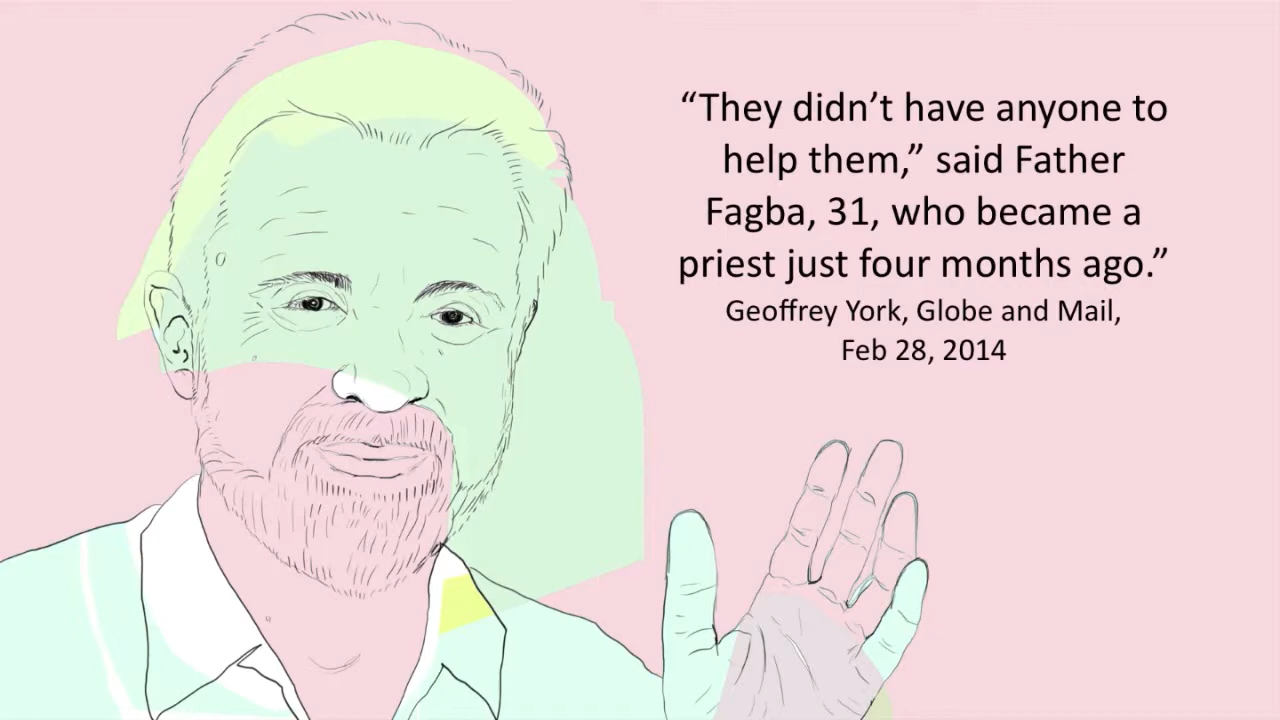 “They didn’t have anyone to
help them,” said Father
Fagba, 31, who became a
priest just four months ago.”
Geoffrey York, Globe and Mail,
Feb 28, 2014